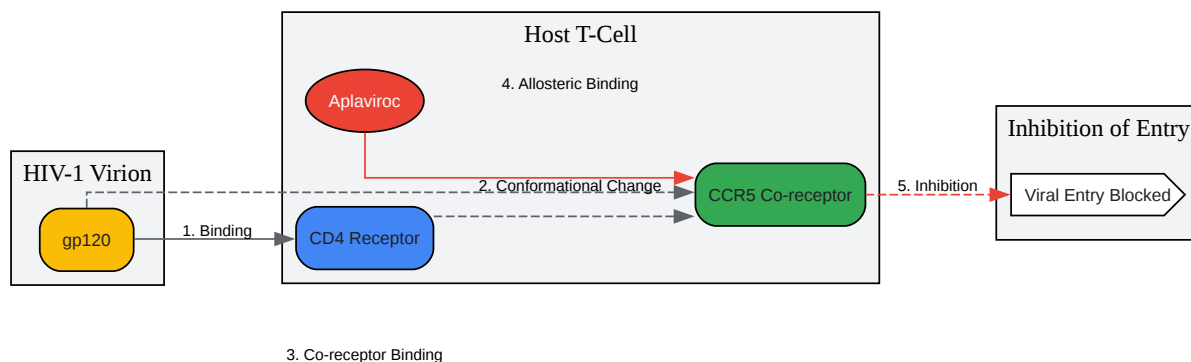 Host T-Cell
4. Allosteric Binding
Aplaviroc
Inhibition of Entry
HIV-1 Virion
2. Conformational Change
CCR5 Co-receptor
5. Inhibition
Viral Entry Blocked
gp120
1. Binding
CD4 Receptor
3. Co-receptor Binding